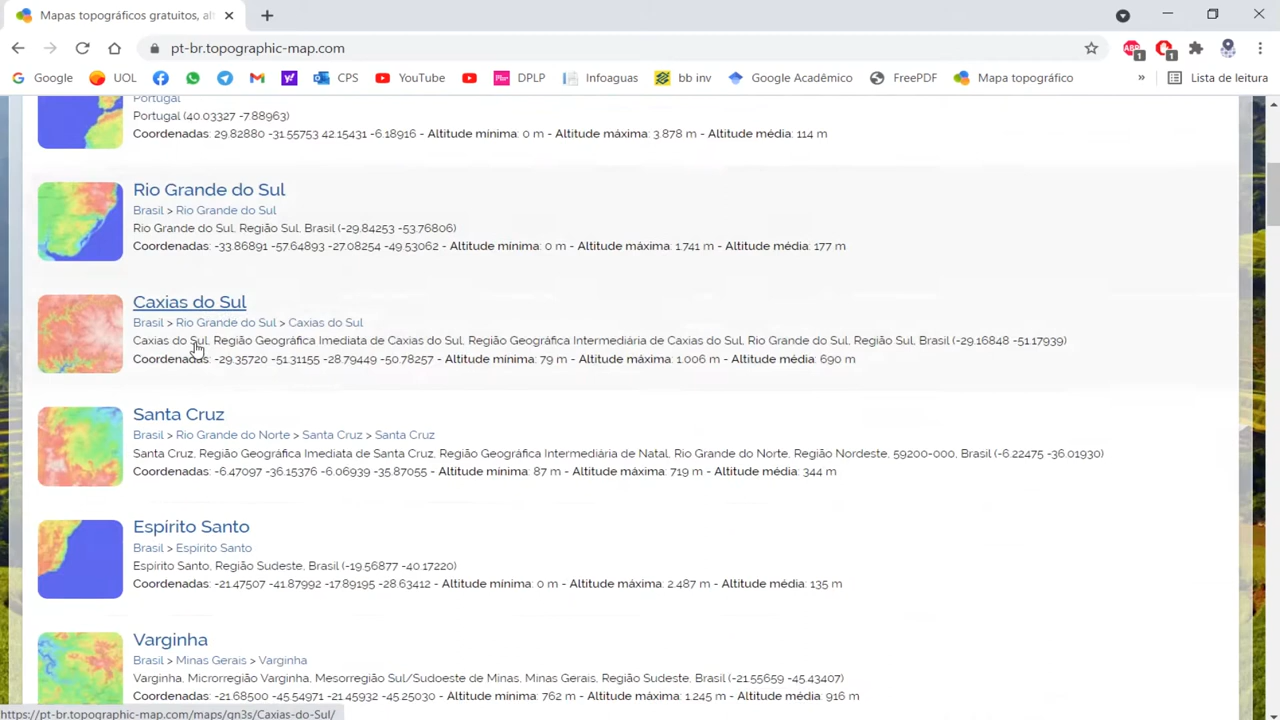 Mapas topográficos gratuitos, al
pt-br.topographic-map.com
ABP 1 1
Google UOL CPS YouTube DPLP Infoaguas bb inv Google Acadêmico FreePDF Mapa topográfico » Lista de leitura
Portugal
Portugal (40.03327 -7.88963)
Coordenadas: 29.82880 -31.55753 42.15431 -6.18916 - Altitude mínima: 0 m - Altitude máxima: 3.878 m - Altitude média: 114 m
Rio Grande do Sul
Brasil > Rio Grande do Sul
Rio Grande do Sul, Região Sul, Brasil (-29.84253 -53.76806)
Coordenadas: -33.86891 -57.64893 -27.08254 -49.53062 - Altitude mínima: 0 m - Altitude máxima: 1.741 m - Altitude média: 177 m
Caxias do Sul
Brasil > Rio Grande do Sul > Caxias do Sul
Caxias do Sul, Região Geográfica Imediata de Caxias do Sul, Região Geográfica Intermediária de Caxias do Sul, Rio Grande do Sul, Região Sul, Brasil (-29.16848 -51.17939)
Coordenadas: -29.35720 -51.31155 -28.79449 -50.78257 - Altitude mínima: 79 m - Altitude máxima: 1.006 m - Altitude média: 690 m
Santa Cruz
Brasil > Rio Grande do Norte > Santa Cruz > Santa Cruz
Santa Cruz, Região Geográfica Imediata de Santa Cruz, Região Geográfica Intermediária de Natal, Rio Grande do Norte, Região Nordeste, 59200-000, Brasil (-6.22475 -36.01930)
Coordenadas: -6.47097 -36.15376 -6.06939 -35.87055 - Altitude mínima: 87 m - Altitude máxima: 719 m - Altitude média: 344 m
Espírito Santo
Brasil > Espírito Santo
Espírito Santo, Região Sudeste, Brasil (-19.56877 -40.17220)
Coordenadas: -21.47507 -41.87992 -17.89195 -28.63412 - Altitude mínima: 0 m - Altitude máxima: 2.487 m - Altitude média: 135 m
Varginha
Brasil > Minas Gerais > Varginha
Varginha, Microrregião Varginha, Mesorregião Sul/Sudoeste de Minas, Minas Gerais, Região Sudeste, Brasil (-21.55659 -45.43407)
Coordenadas: -21.68500 -45.54971 -21.45932 -45.25030 - Altitude mínima: 762 m - Altitude máxima: 1.245 m - Altitude média: 916 m
https://pt-br.topographic-map.com/maps/gn3s/Caxias-do-Sul/